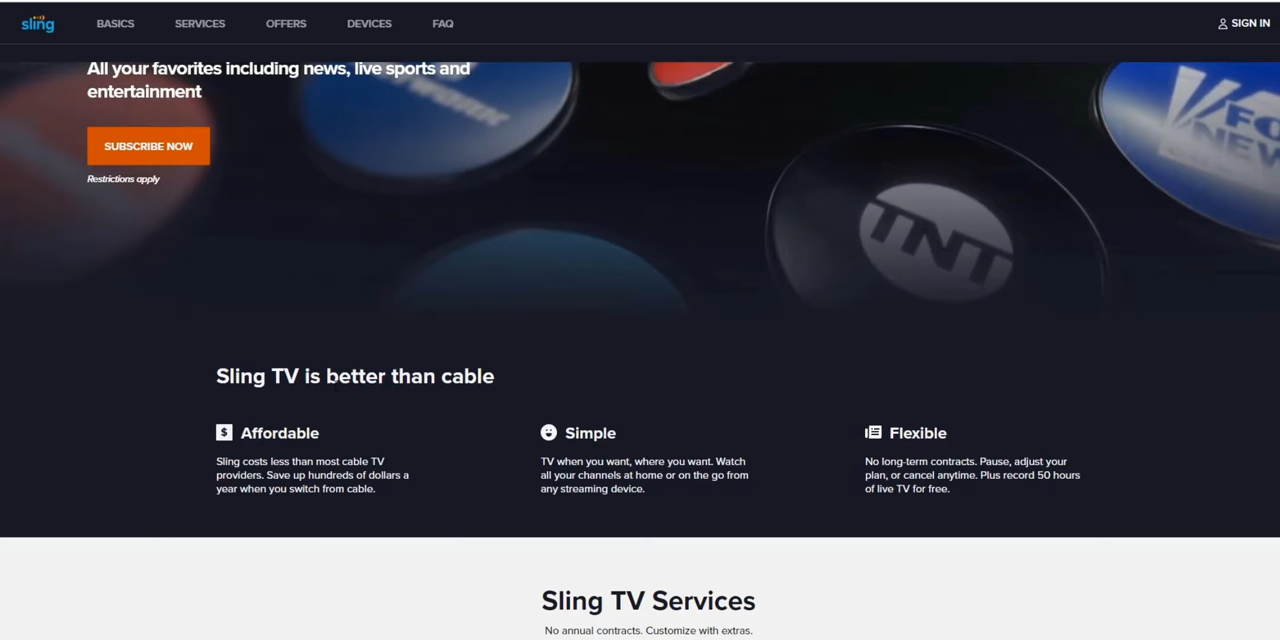 sling
BASICS
SERVICES
OFFERS
DEVICES
FAQ
SIGN IN
All your favorites including news, live sports and
entertainment
SUBSCRIBE NOW
Restrictions apply
TNT
NEWS
Sling TV is better than cable
$ Affordable
Sling costs less than most cable TV
providers. Save up hundreds of dollars a
year when you switch from cable.
Simple
TV when you want, where you want. Watch
all your channels at home or on the go from
any streaming device.
Flexible
No long-term contracts. Pause, adjust your
plan, or cancel anytime. Plus record 50 hours
of live TV for free.
Sling TV Services
No annual contracts. Customize with extras.